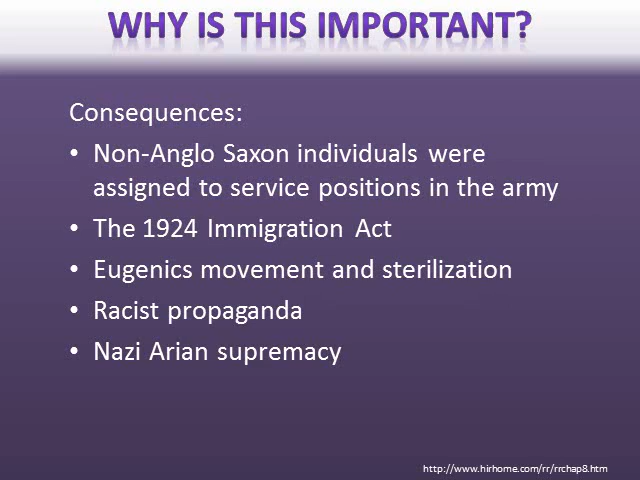 WHY IS THIS IMPORTANT?
Consequences:
• Non-Anglo Saxon individuals were
assigned to service positions in the army
• The 1924 Immigration Act
• Eugenics movement and sterilization
• Racist propaganda
• Nazi Arian supremacy
http://www.hirhome.com/rr/rrchap8.htm